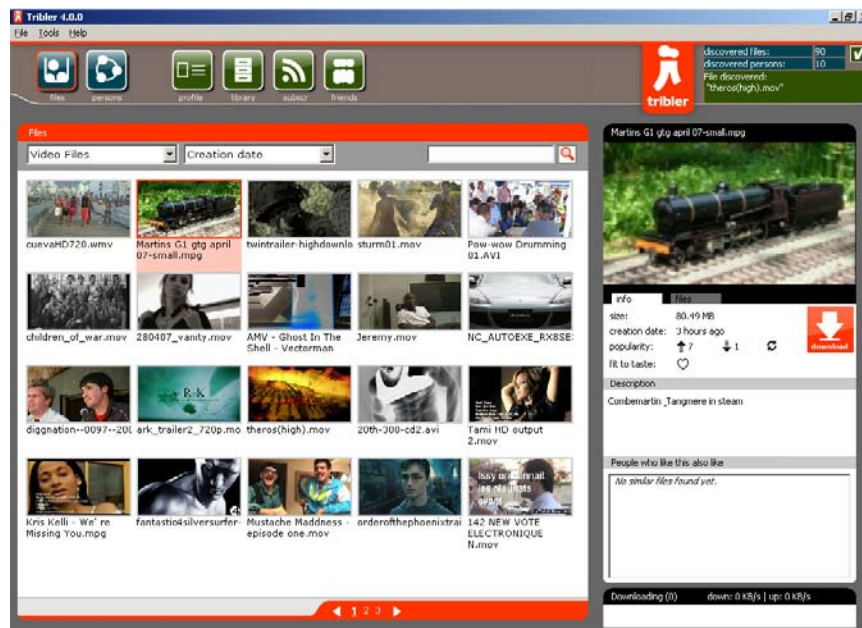 Tribler 4.0.0
File Tools Help
files persons profile library subscr friends
tribler
discovered files: 90
discovered persons: 10
File discovered:
"theros(high).mov"
Files
Video Files Creation date
cuevaHD720.wmv
Martins G1 gtg april 07-small.mpg
twintrailer-highdownlo
sturm01.mov
Pow-wow Drumming 01.AVI
children_of_war.mov
280407_vanity.mov
AMV - Ghost In The Shell - Vectorman
Jeremy.mov
NC_AUTOEXE_RX8SE
diggnation--0097--200
ark_trailer2_720p.mo
theros(high).mov
20th-300-cd2.avi
Tami HD output 2.mov
Kris Kelli - We' re Missing You.mpg
fantastic4silversurfer-
Mustache Maddness - episode one.mov
orderofthephoenixtrai
142 NEW VOTE ELECTRONIQUE N.mov
1 2 3
Martins G1 gtg april 07-small.mpg
info files
size: 80.49 MB
creation date: 3 hours ago
popularity: 7 1
fit to taste:
download
Description
Combemartin _Tangmere in steam
People who like this also like
No similar files found yet.
Downloading (0) down: 0 KB/s | up: 0 KB/s